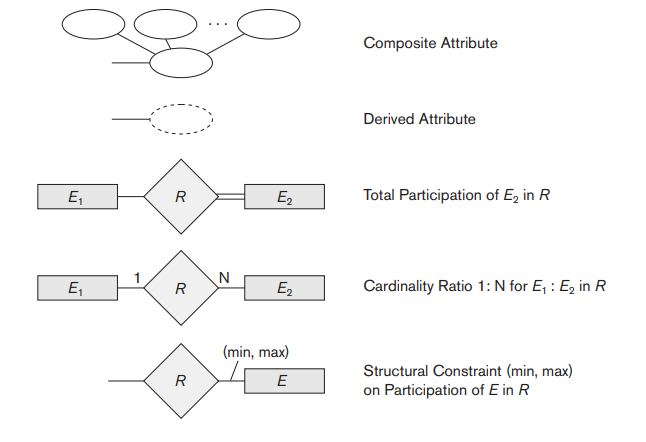 ...
Composite Attribute
Derived Attribute
E₁ R E₂ Total Participation of E₂ in R
1 N
E₁ R E₂ Cardinality Ratio 1: N for E₁ : E₂ in R
(min, max)
R E Structural Constraint (min, max)
on Participation of E in R